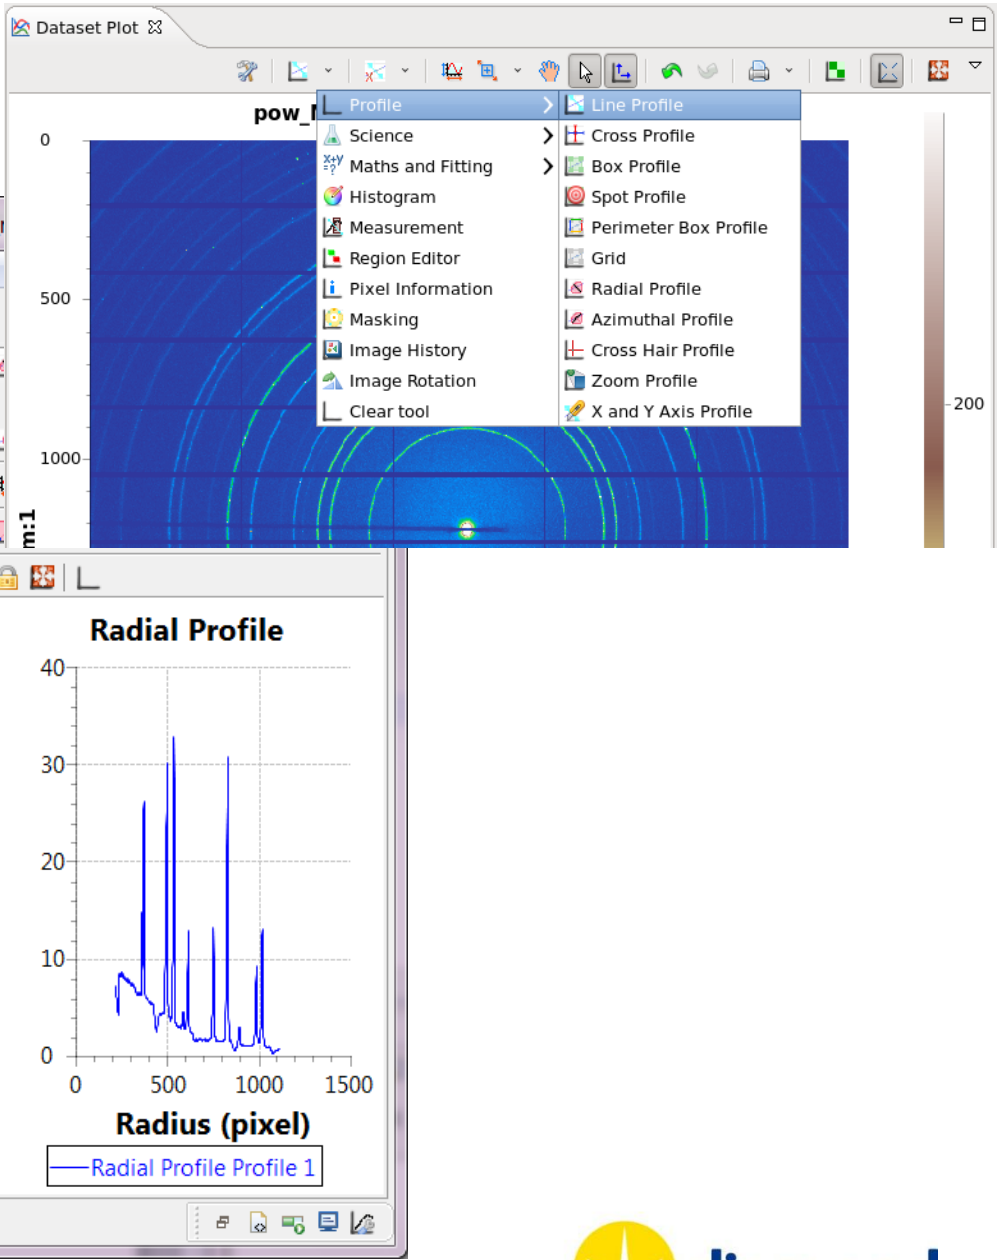 Dataset Plot
pow_
Profile
Science
Maths and Fitting
Histogram
Measurement
Region Editor
Pixel Information
Masking
Image History
Image Rotation
Clear tool
Line Profile
Cross Profile
Box Profile
Spot Profile
Perimeter Box Profile
Grid
Radial Profile
Azimuthal Profile
Cross Hair Profile
Zoom Profile
X and Y Axis Profile
0
500
1000
m:1
200
Radial Profile
40
30
20
10
0
0 500 1000 1500
Radius (pixel)
Radial Profile Profile 1